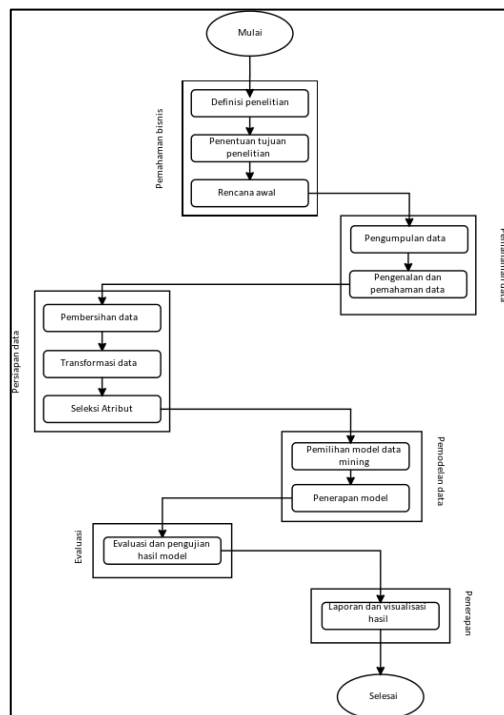 Mulai
Pemahaman bisnis
Definisi penelitian
Penentuan tujuan
penelitian
Rencana awal
Pemahaman data
Pengumpulan data
Pengenalan dan
pemahaman data
Persiapan data
Pembersihan data
Transformasi data
Seleksi Atribut
Pemodelan data
Pemilihan model data
mining
Penerapan model
Evaluasi
Evaluasi dan pengujian
hasil model
Penerapan
Laporan dan visualisasi
hasil
Selesai